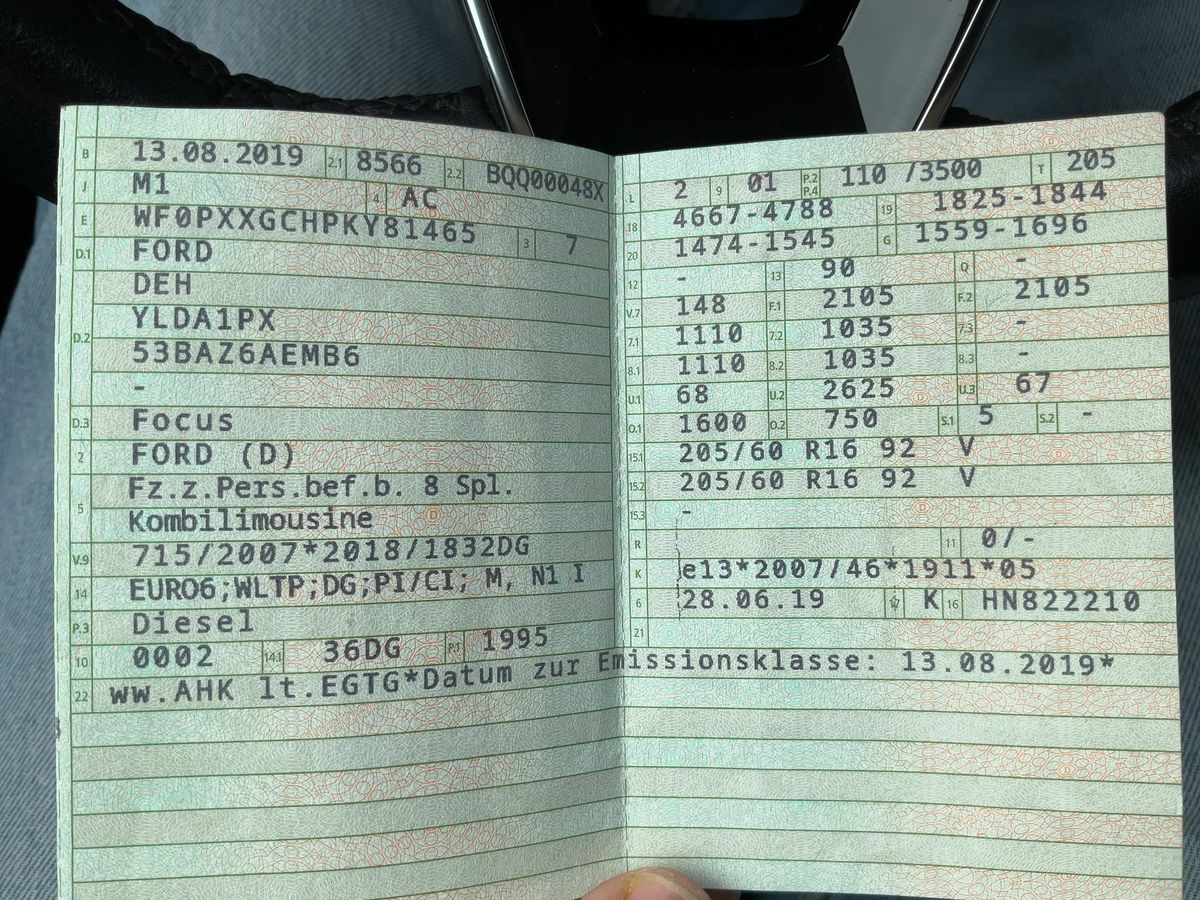 B 13.08.2019 2.1 8566 2.2 BQQ00048X
J M1 4 AC
E WF0PXXGCHPKY81465 3 7
D.1 FORD
DEH
D.2 YLDA1PX
53BAZ6AEMB6
-
D.3 Focus
2 FORD (D)
5 Fz.z.Pers.bef.b. 8 Spl.
Kombilimousine
V.9 715/2007*2018/1832DG
14 EURO6;WLTP;DG;PI/CI; M, N1 I
P.3 Diesel
10 0002 14.1 36DG P.1 1995
L 2 9 01 P.2 P.4 110 /3500 T 205
18 4667-4788 19 1825-1844
20 1474-1545 G 1559-1696
12 - 13 90 Q -
V.7 148 F.1 2105 F.2 2105
7.1 1110 7.2 1035 7.3 -
8.1 1110 8.2 1035 8.3 -
U.1 68 U.2 2625 U.3 67
O.1 1600 O.2 750 S.1 5 S.2 -
15.1 205/60 R16 92 V
15.2 205/60 R16 92 V
15.3 -
R 11 0/-
K e13*2007/46*1911*05
6 28.06.19 17 K 16 HN822210
21
22 ww.AHK lt.EGTG*Datum zur Emissionsklasse: 13.08.2019*